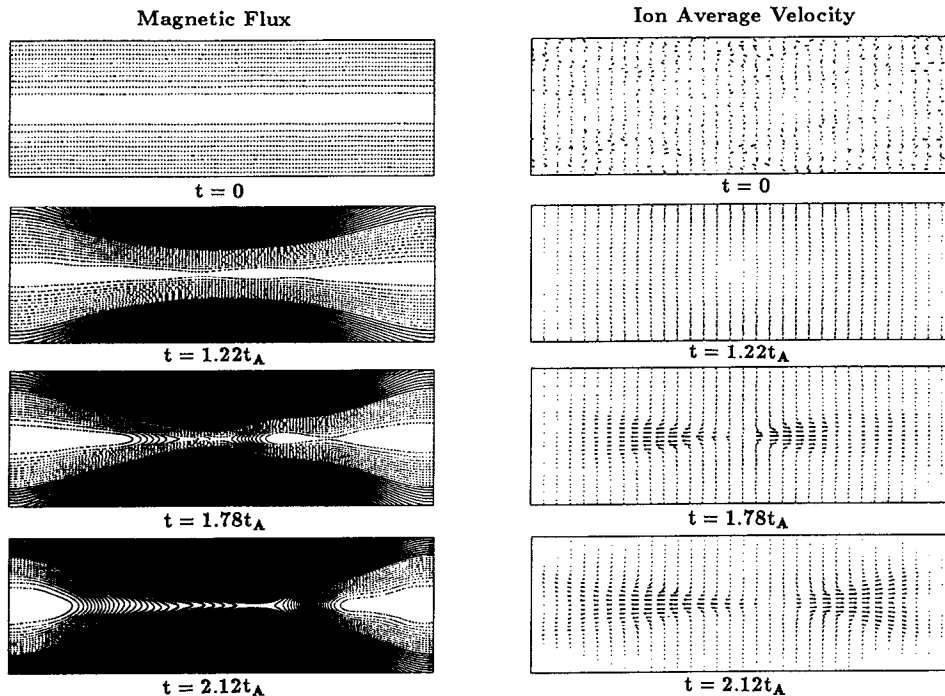 Magnetic Flux
Ion Average Velocity
t = 0
t = 0
t = 1.22t_A
t = 1.22t_A
t = 1.78t_A
t = 1.78t_A
t = 2.12t_A
t = 2.12t_A